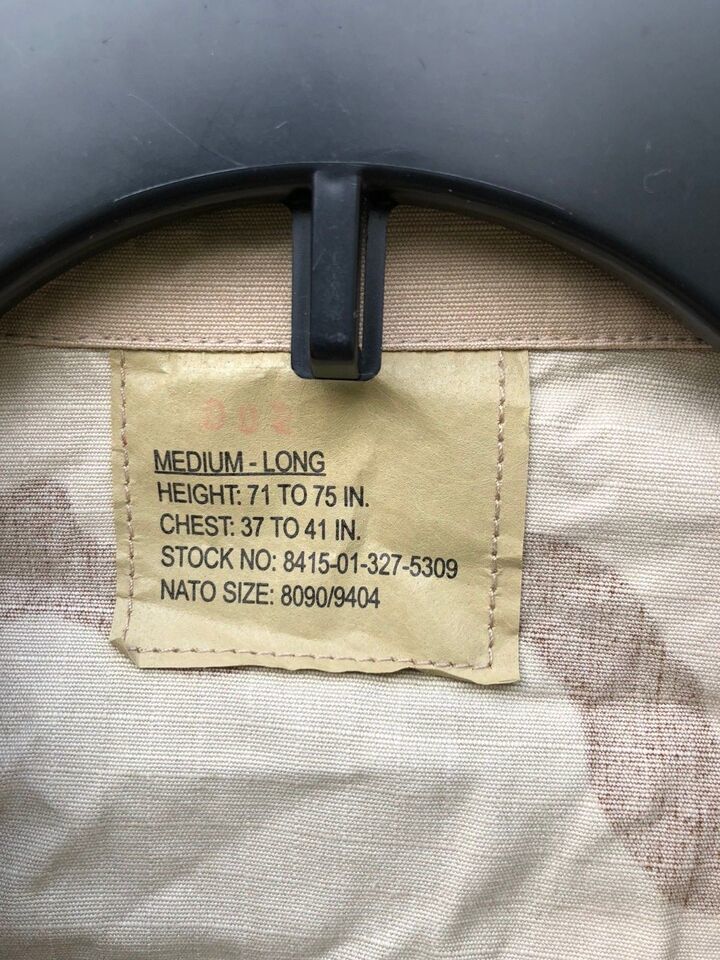 002
MEDIUM - LONG
HEIGHT: 71 TO 75 IN.
CHEST: 37 TO 41 IN.
STOCK NO: 8415-01-327-5309
NATO SIZE: 8090/9404